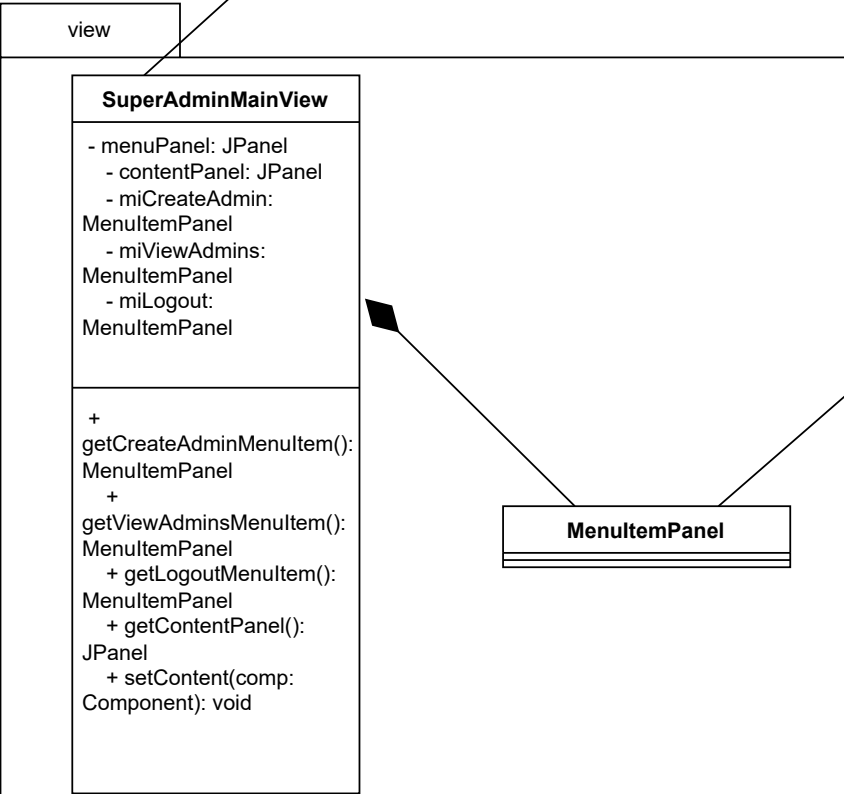 view
SuperAdminMainView
- menuPanel: JPanel
- contentPanel: JPanel
- miCreateAdmin:
MenuItemPanel
- miViewAdmins:
MenuItemPanel
- miLogout:
MenuItemPanel
+
getCreateAdminMenuItem():
MenuItemPanel
+
getViewAdminsMenuItem():
MenuItemPanel
+ getLogoutMenuItem():
MenuItemPanel
+ getContentPanel():
JPanel
+ setContent(comp:
Component): void
MenuItemPanel